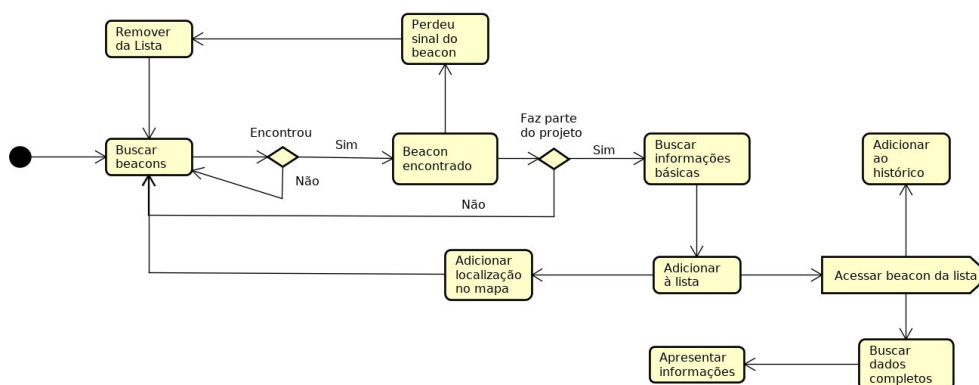 Remover
da Lista
Perdeu
sinal do
beacon
Buscar
beacons
Encontrou
Sim
Não
Beacon
encontrado
Faz parte
do projeto
Sim
Não
Buscar
informações
básicas
Adicionar
ao
histórico
Adicionar
localização
no mapa
Adicionar
à lista
Acessar beacon da lista
Apresentar
informações
Buscar
dados
completos